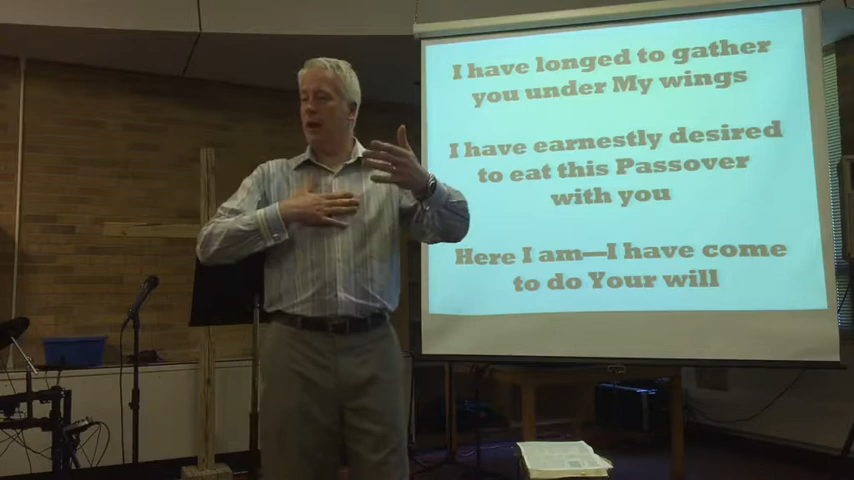 I have longed to gather
you under My wings
I have earnestly desired
to eat this Passover
with you
Here I am—I have come
to do Your will